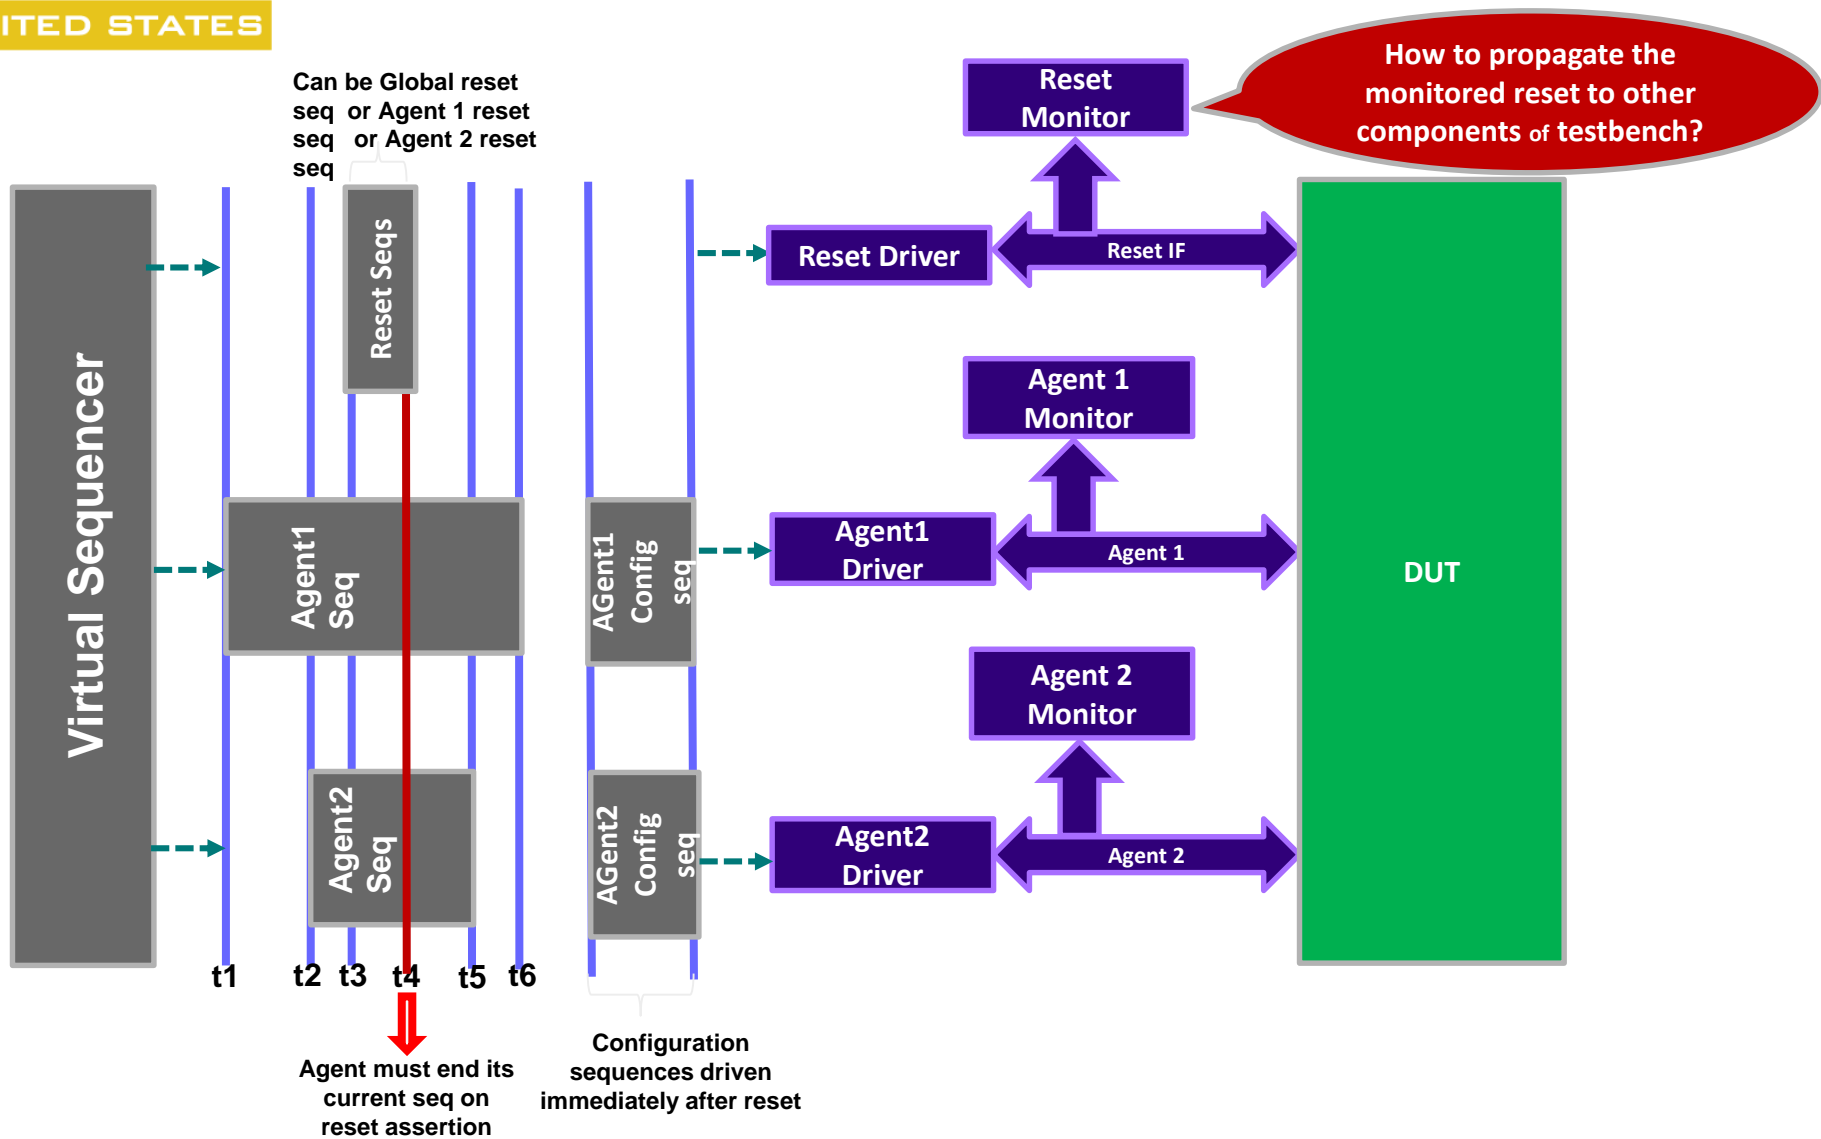 ITED STATES
Can be Global reset
seq or Agent 1 reset
seq or Agent 2 reset
seq
How to propagate the
monitored reset to other
components of testbench?
Reset
Monitor
Reset Seqs
Reset Driver
Reset IF
Virtual Sequencer
Agent 1
Monitor
Agent1
Seq
AGent1
Config
seq
Agent1
Driver
Agent 1
DUT
Agent 2
Monitor
Agent2
Seq
AGent2
Config
seq
Agent2
Driver
Agent 2
t1 t2 t3 t4 t5 t6
Agent must end its
current seq on
reset assertion
Configuration
sequences driven
immediately after reset